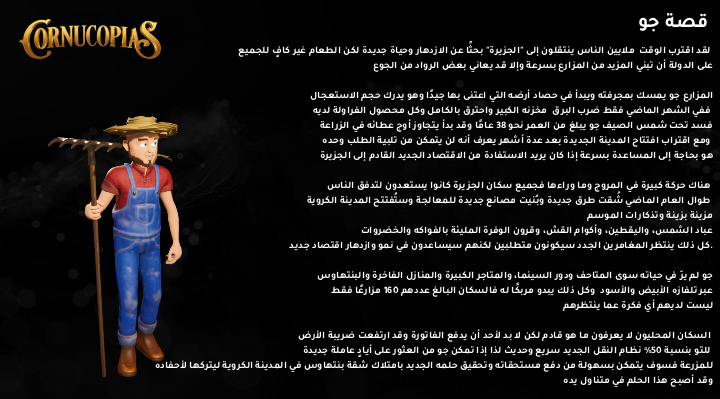 CORNUCOPIAS
قصة جو
لقد اقترب الوقت ملايين الناس ينتقلون إلى "الجزيرة" بحثًا عن الازدهار وحياة جديدة لكن الطعام غير كافٍ للجميع
على الدولة أن تبني المزيد من المزارع بسرعة وإلا قد يعاني بعض الرواد من الجوع
المزارع جو يمسك بمجرفته ويبدأ في حصاد أرضه التي اعتنى بها جيدًا وهو يدرك حجم الاستعجال
ففي الشهر الماضي فقط ضرب البرق مخزنه الكبير واحترق بالكامل وكل محصول الفراولة لديه
فسد تحت شمس الصيف جو يبلغ من العمر نحو 38 عامًا وقد بدأ يتجاوز أوج عطائه في الزراعة
ومع اقتراب افتتاح المدينة الجديدة بعد عدة أشهر يعرف أنه لن يتمكن من تلبية الطلب وحده
هو بحاجة إلى المساعدة بسرعة إذا كان يريد الاستفادة من الاقتصاد الجديد القادم إلى الجزيرة
هناك حركة كبيرة في المروج وما وراءها فجميع سكان الجزيرة كانوا يستعدون لتدفق الناس
طوال العام الماضي شُقت طرق جديدة وبُنيت مصانع جديدة للمعالجة وستُفتتح المدينة الكروية
مزينة بزينة وتذكارات الموسم
عباد الشمس، واليقطين، وأكوام القش، وقرون الوفرة المليئة بالفواكه والخضروات
كل ذلك ينتظر المغامرين الجدد سيكونون متطلبين لكنهم سيساعدون في نمو وازدهار اقتصاد جديد.
جو لم يرَ في حياته سوى المتاحف ودور السينما، والمتاجر الكبيرة والمنازل الفاخرة والبنتهاوس
عبر تلفازه الأبيض والأسود وكل ذلك يبدو مربكًا له فالسكان البالغ عددهم 160 مزارعًا فقط
ليست لديهم أي فكرة عما ينتظرهم
السكان المحليون لا يعرفون ما هو قادم لكن لا بد لأحد أن يدفع الفاتورة وقد ارتفعت ضريبة الأرض
للتو بنسبة 50% نظام النقل الجديد سريع وحديث لذا إذا تمكن جو من العثور على أيادٍ عاملة جديدة
للمزرعة فسوف يتمكن بسهولة من دفع مستحقاته وتحقيق حلمه الجديد بامتلاك شقة بنتهاوس في المدينة الكروية ليتركها لأحفاده
وقد أصبح هذا الحلم في متناول يده